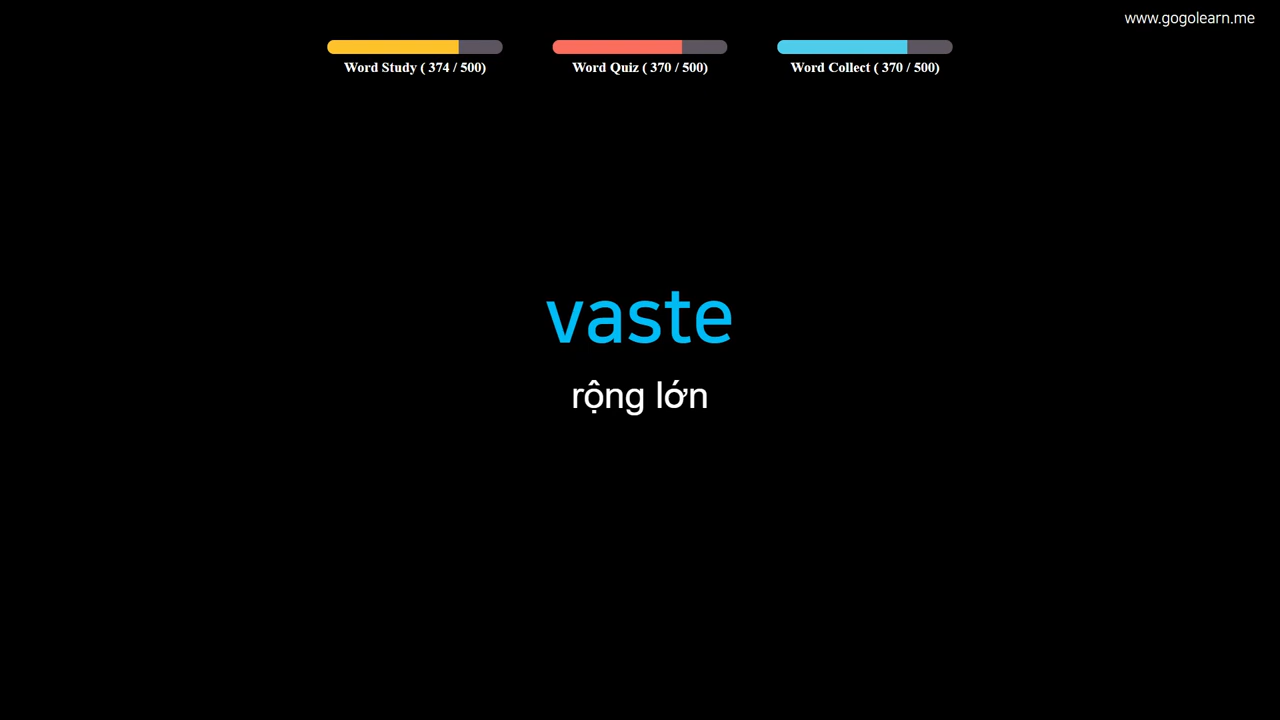 www.gogolearn.me
Word Study ( 374 / 500)
Word Quiz ( 370 / 500)
Word Collect ( 370 / 500)
vaste
rộng lớn